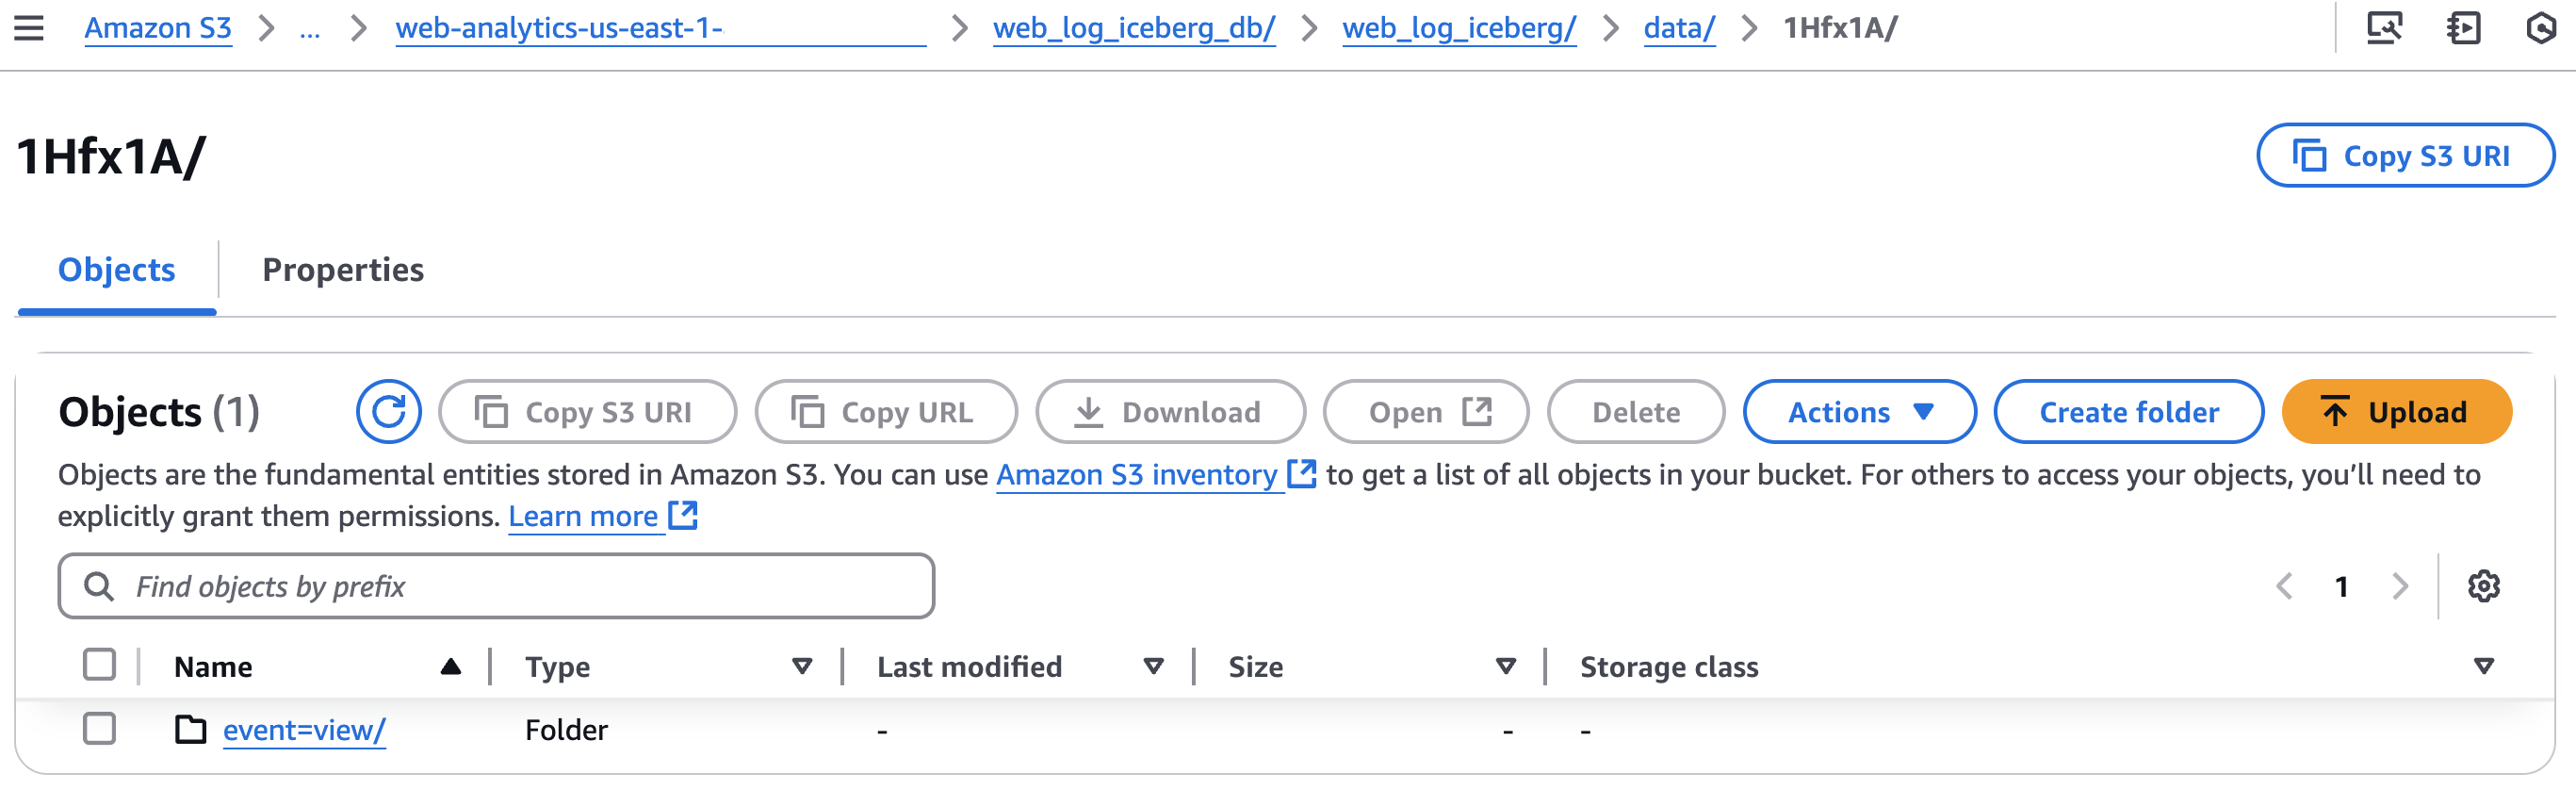 Amazon S3 > ... > web-analytics-us-east-1- > web_log_iceberg_db/ > web_log_iceberg/ > data/ > 1Hfx1A/
1Hfx1A/
Copy S3 URI
Objects Properties
Objects (1) Copy S3 URI Copy URL Download Open Delete Actions Create folder Upload
Objects are the fundamental entities stored in Amazon S3. You can use Amazon S3 inventory to get a list of all objects in your bucket. For others to access your objects, you’ll need to
explicitly grant them permissions. Learn more
Find objects by prefix
1
Name Type Last modified Size Storage class
event=view/ Folder - - -